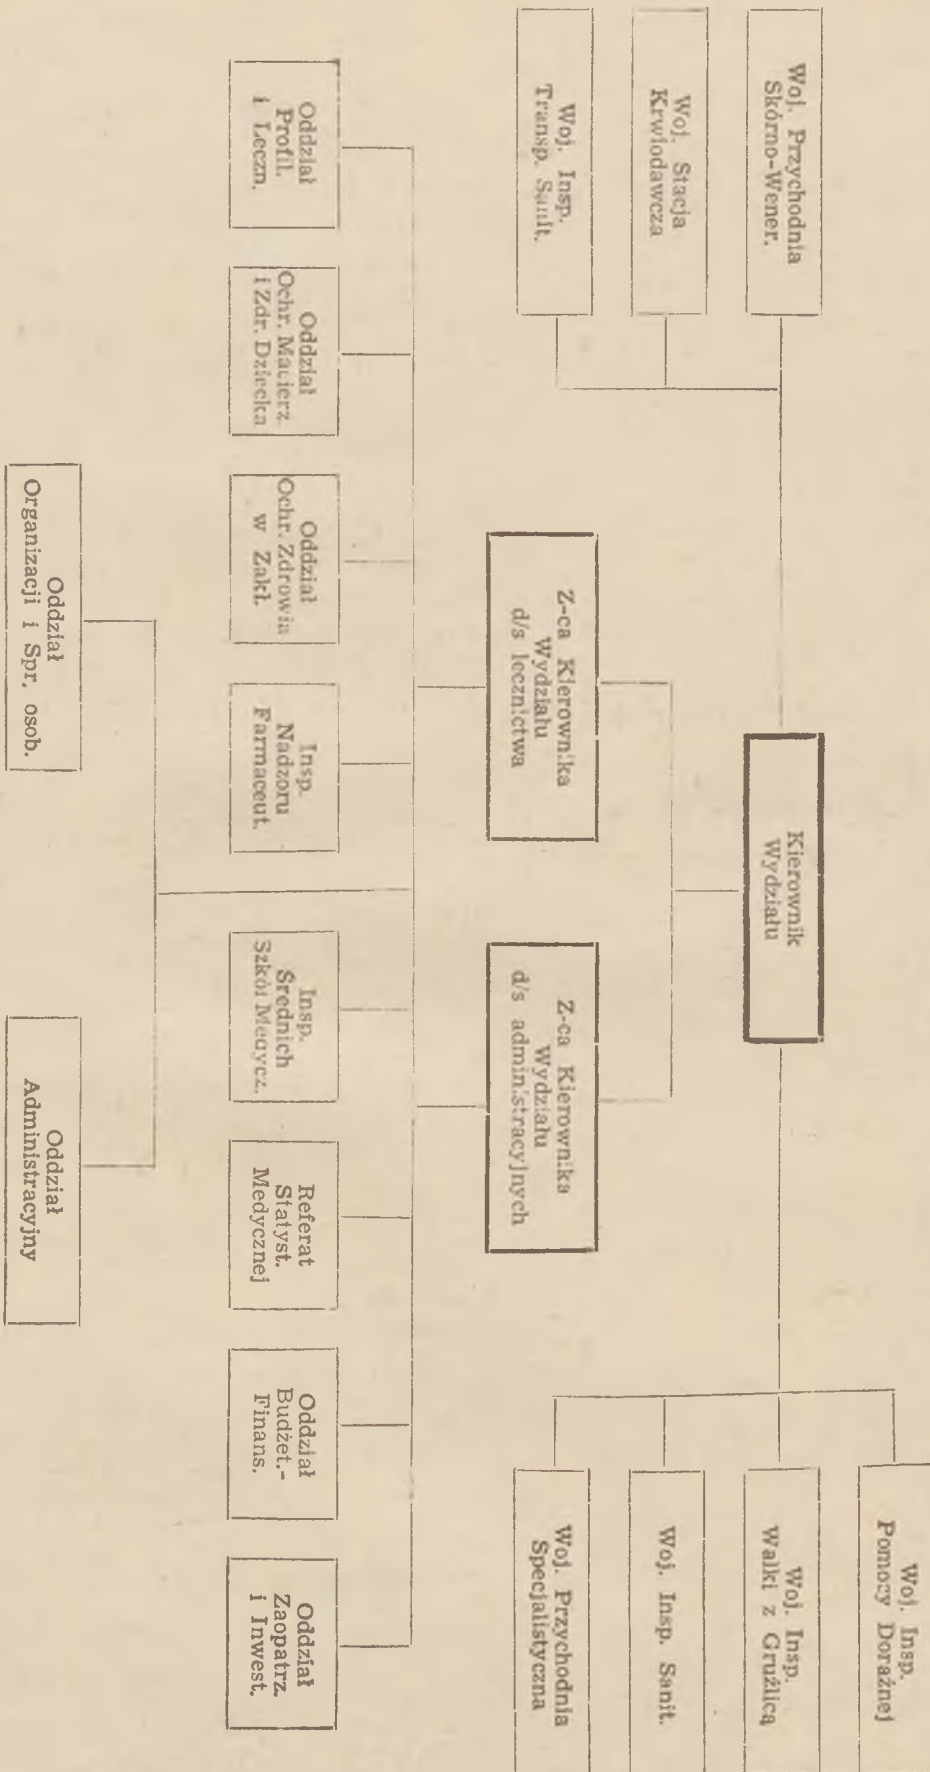 Woj. Insp.
Pomocy Doraźnej
Woj. Przychodnia
Skórno-Wener.
Kierownik
Wydziału
Woj. Insp.
Walki z Gruźlicą
Woj. Stacja
Krwiodawcza
Woj. Insp. Sanit.
Woj. Insp.
Transp. Sanit.
Z-ca Kierownika
Wydziału
d/s lecznictwa
Z-ca Kierownika
Wydziału
d/s administracyjnych
Woj. Przychodnia
Specjalistyczna
Oddział
Profil.
i Leczn.
Oddział
Ochr. Macierz.
i Zdr. Dziecka
Oddział
Ochr. Zdrowia
w Zakł.
Insp.
Nadzoru
Farmaceut.
Insp.
Średnich
Szkół Medycz.
Referat
Statyst.
Medycznej
Oddział
Budżet.-
Finans.
Oddział
Zaopatrz.
i Inwest.
Oddział
Organizacji i Spr. osob.
Oddział
Administracyjny